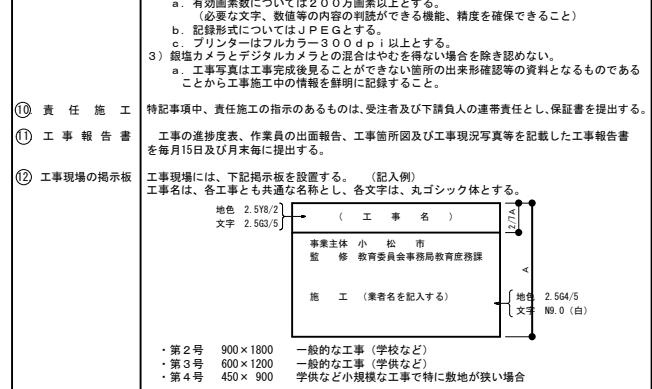 a. 有効画素数については200万画素以上とする。
（必要な文字、数値等の内容の判読ができる機能、精度を確保できること）
b. 記録形式についてはJPEGとする。
c. プリンターはフルカラー300dpi以上とする。
3）銀塩カメラとデジタルカメラとの混合はやむを得ない場合を除き認めない。
a. 工事写真は工事完成後見ることができない箇所の出来形確認等の資料となるものである
ことから工事施工中の情報を鮮明に記録すること。
⑩ 責任施工 特記事項中、責任施工の指示のあるものは、受注者及び下請負人の連帯責任とし、保証書を提出する。
⑪ 工事報告書 工事の進捗度表、作業員の出面報告、工事箇所図及び工事現況写真等を記載した工事報告書
を毎月15日及び月末毎に提出する。
⑫ 工事現場の掲示板 工事現場には、下記掲示板を設置する。 （記入例）
工事名は、各工事とも共通な名称とし、各文字は、丸ゴシック体とする。
地色 2.5Y8/2
文字 2.5G3/5
（ 工 事 名 ）
2/7A
事業主体 小 松 市
監 修 教育委員会事務局教育庶務課
A
施 工 （業者名を記入する）
地色 2.5G4/5
文字 N9.0（白）
・第2号 900×1800 一般的な工事（学校など）
・第3号 600×1200 一般的な工事（学供など）
・第4号 450× 900 学供など小規模な工事で特に敷地が狭い場合